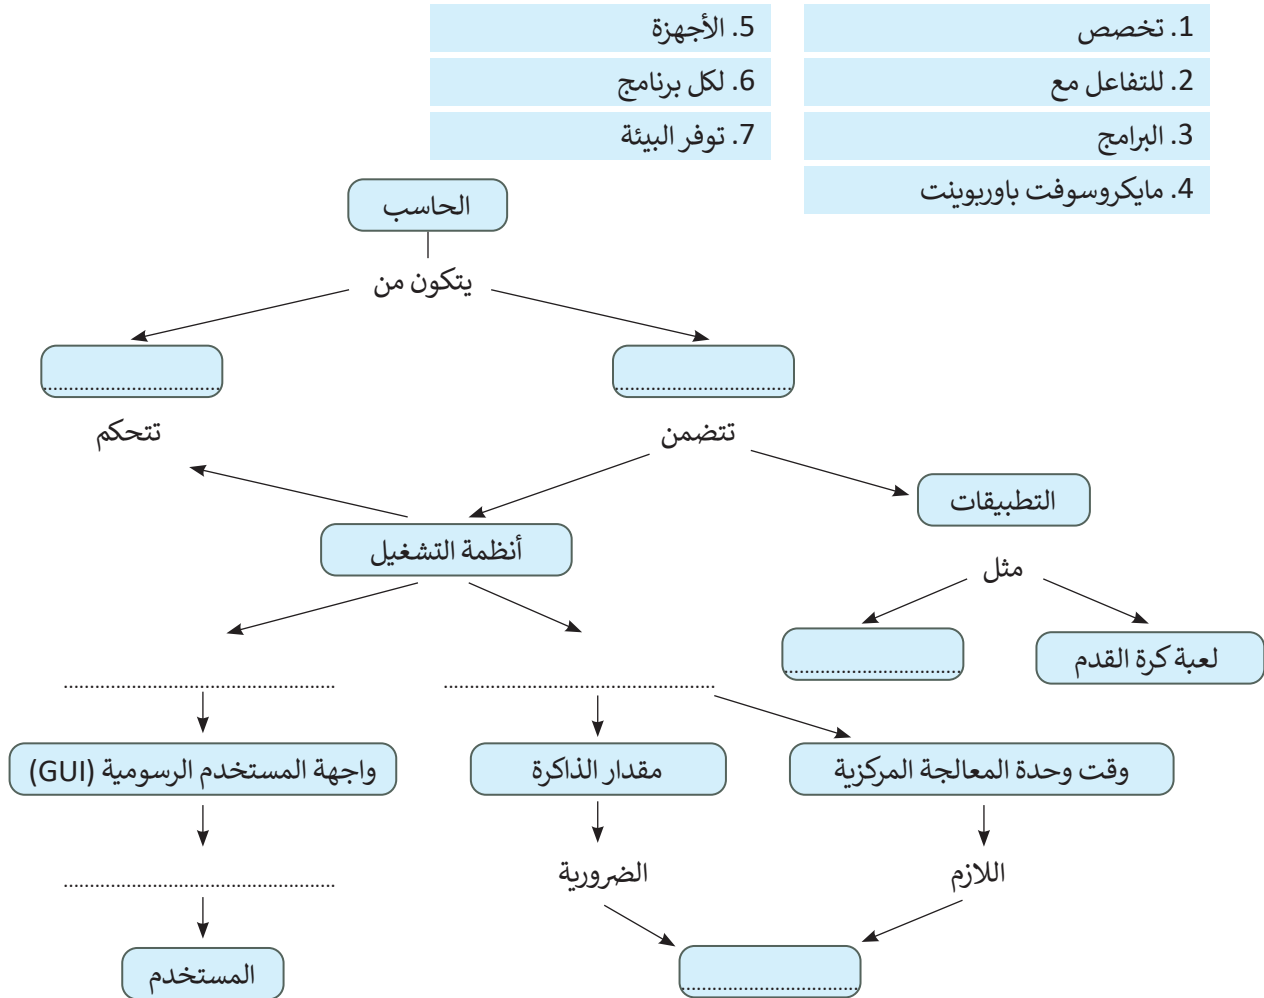 1. تخصص
2. للتفاعل مع
3. البرامج
4. مايكروسوفت باوربوينت
5. الأجهزة
6. لكل برنامج
7. توفر البيئة
الحاسب
يتكون من
................................
................................
تتضمن
تتحكم
التطبيقات
أنظمة التشغيل
مثل
لعبة كرة القدم
................................
................................................
................................................
وقت وحدة المعالجة المركزية
مقدار الذاكرة
واجهة المستخدم الرسومية (GUI)
اللازم
الضرورية
................................................
................................
المستخدم